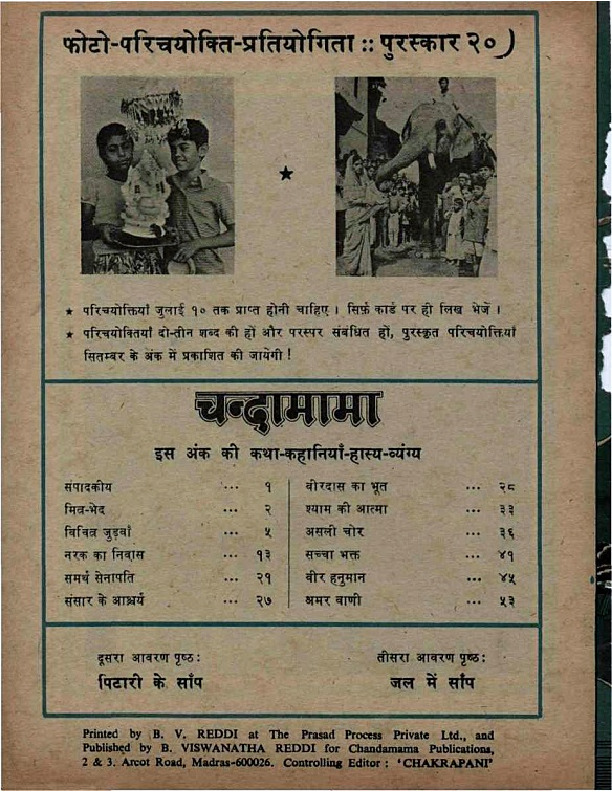 फोटो-परिचयोक्ति-प्रतियोगिता :: पुरस्कार २०)
★
★ परिचयोक्तियाँ जुलाई १० तक प्राप्त होनी चाहिए । सिर्फ़ कार्ड पर ही लिख भेजें ।
★ परिचयोक्तियाँ दो-तीन शब्द की हों और परस्पर संबंधित हों, पुरस्कृत परिचयोक्तियाँ
सितम्बर के अंक में प्रकाशित की जायेंगी !
चन्दामामा
इस अंक की कथा-कहानियाँ-हास्य-व्यंग्य
संपादकीय ... १
मित्र-भेद ... २
विचित्र जुड़वाँ ... ५
नरक का निवास ... १३
समर्थ सेनापति ... २१
संसार के आश्चर्य ... २७
वीरदास का भूत ... २८
श्याम की आत्मा ... ३३
असली चोर ... ३६
सच्चा भक्त ... ४१
वीर हनुमान ... ४५
अमर वाणी ... ५३
दूसरा आवरण पृष्ठ :
पिटारी के साँप
तीसरा आवरण पृष्ठ :
जल में साँप
Printed by B. V. REDDI at The Prasad Process Private Ltd., and
Published by B. VISWANATHA REDDI for Chandamama Publications,
2 & 3. Arcot Road, Madras-600026. Controlling Editor : 'CHAKRAPANI'